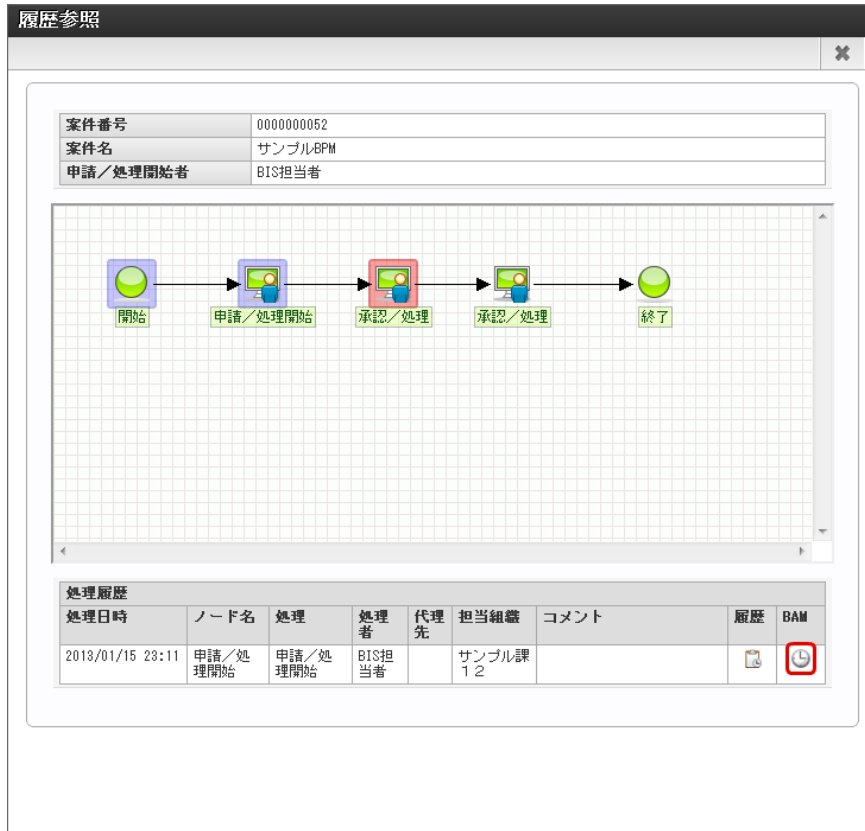 履歴参照
案件番号 0000000052
案件名 サンプルBPM
申請／処理開始者 BIS担当者
開始 申請／処理開始 承認／処理 承認／処理 終了
処理履歴
処理日時 ノード名 処理 処理者 代理先 担当組織 コメント 履歴 BAM
2013/01/15 23:11 申請／処理開始 申請／処理開始 BIS担当者 サンプル課１２